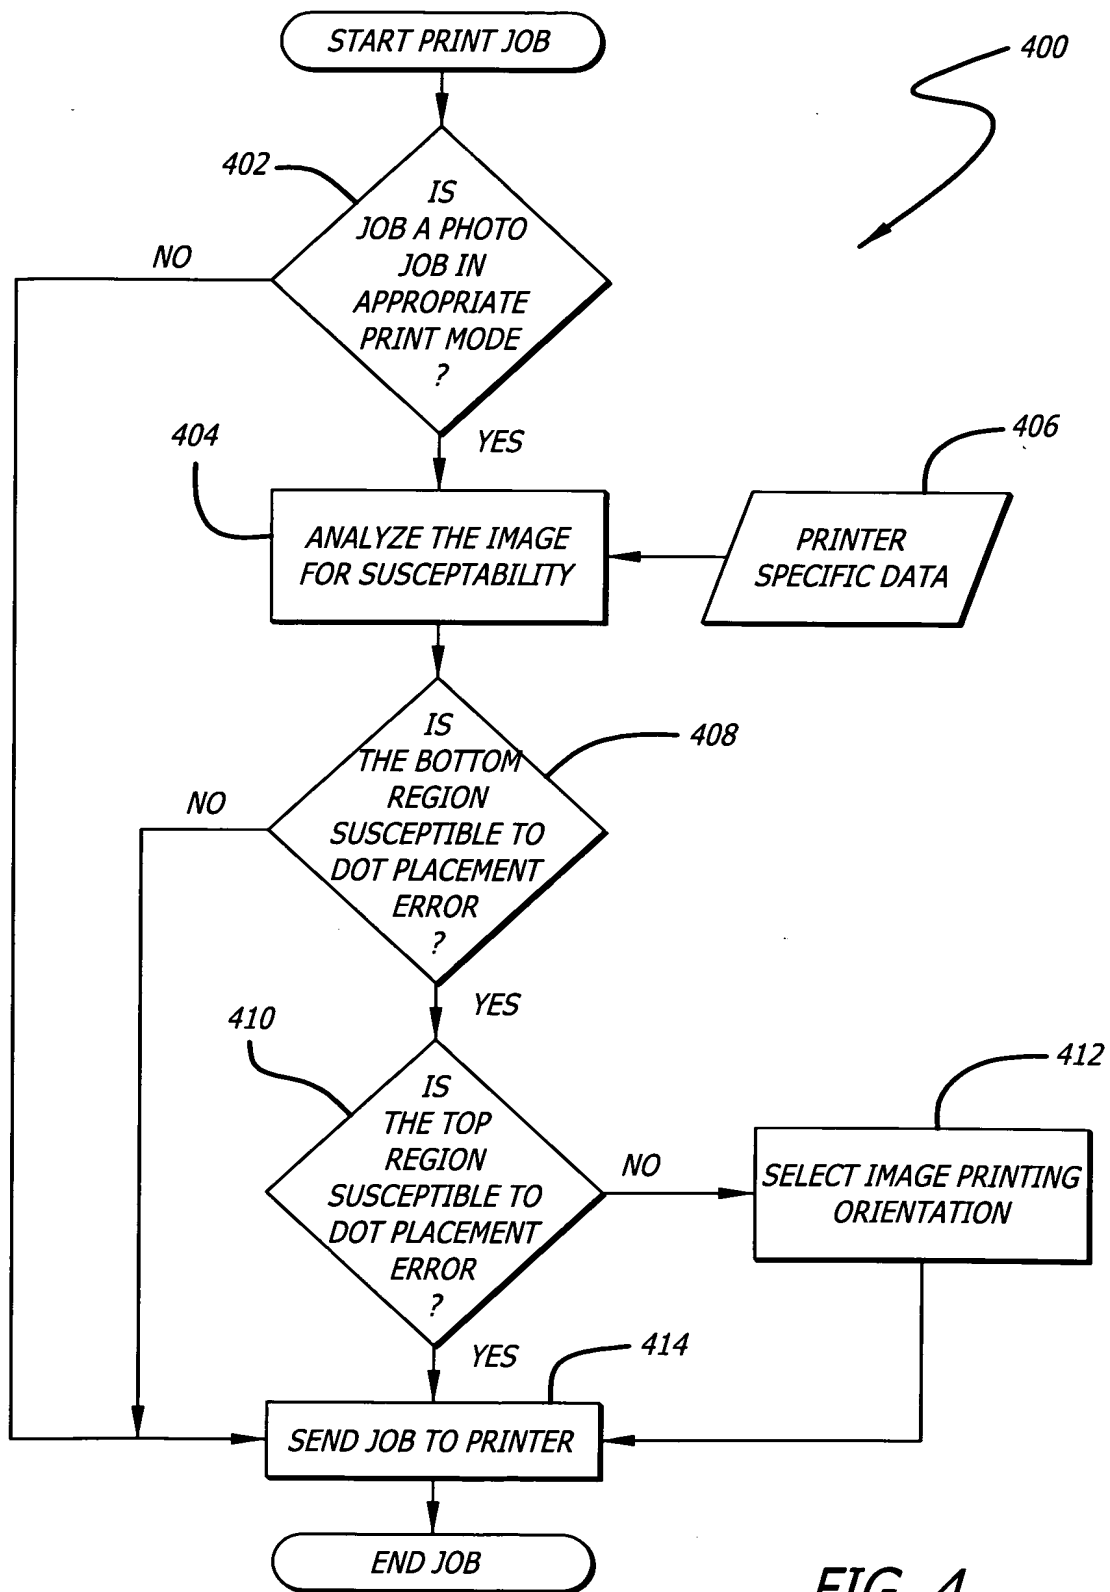 START PRINT JOB
400
402
IS
JOB A PHOTO
JOB IN
APPROPRIATE
PRINT MODE
?
NO
YES
404
406
ANALYZE THE IMAGE
FOR SUSCEPTABILITY
PRINTER
SPECIFIC DATA
408
IS
THE BOTTOM
REGION
SUSCEPTIBLE TO
DOT PLACEMENT
ERROR
?
NO
YES
410
412
IS
THE TOP
REGION
SUSCEPTIBLE TO
DOT PLACEMENT
ERROR
?
NO
SELECT IMAGE PRINTING
ORIENTATION
YES
414
SEND JOB TO PRINTER
END JOB
FIG. 4